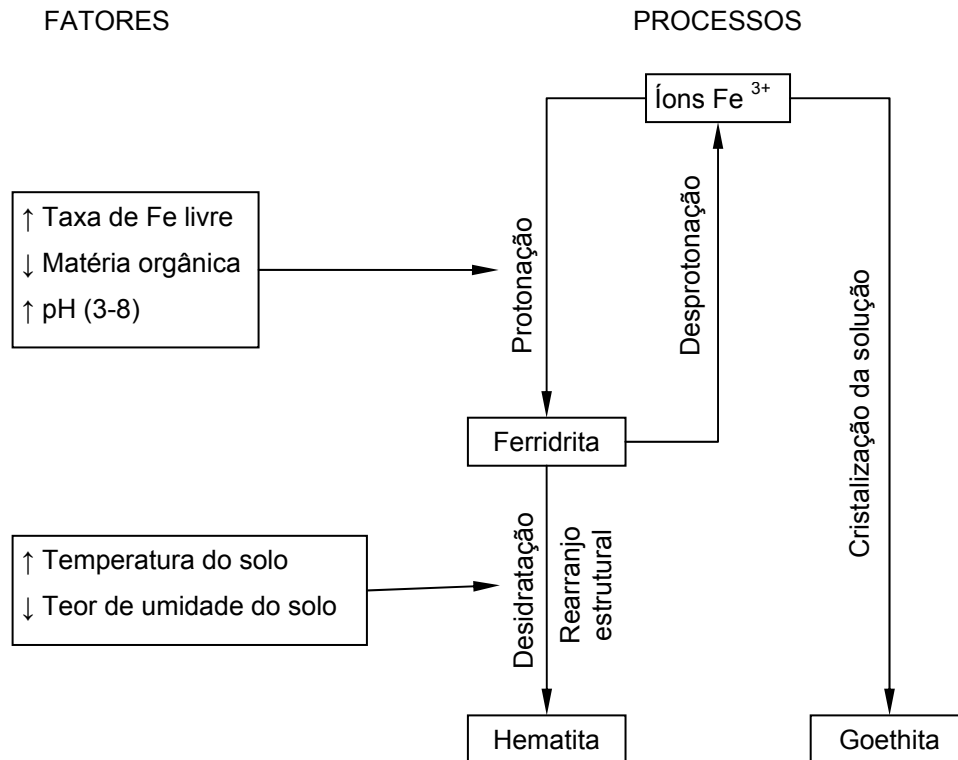 FATORES
PROCESSOS
Íons Fe 3+
↑ Taxa de Fe livre
↓ Matéria orgânica
↑ pH (3-8)
Protonação
Desprotonação
Cristalização da solução
Ferridrita
↑ Temperatura do solo
↓ Teor de umidade do solo
Desidratação
Rearranjo
estrutural
Hematita
Goethita